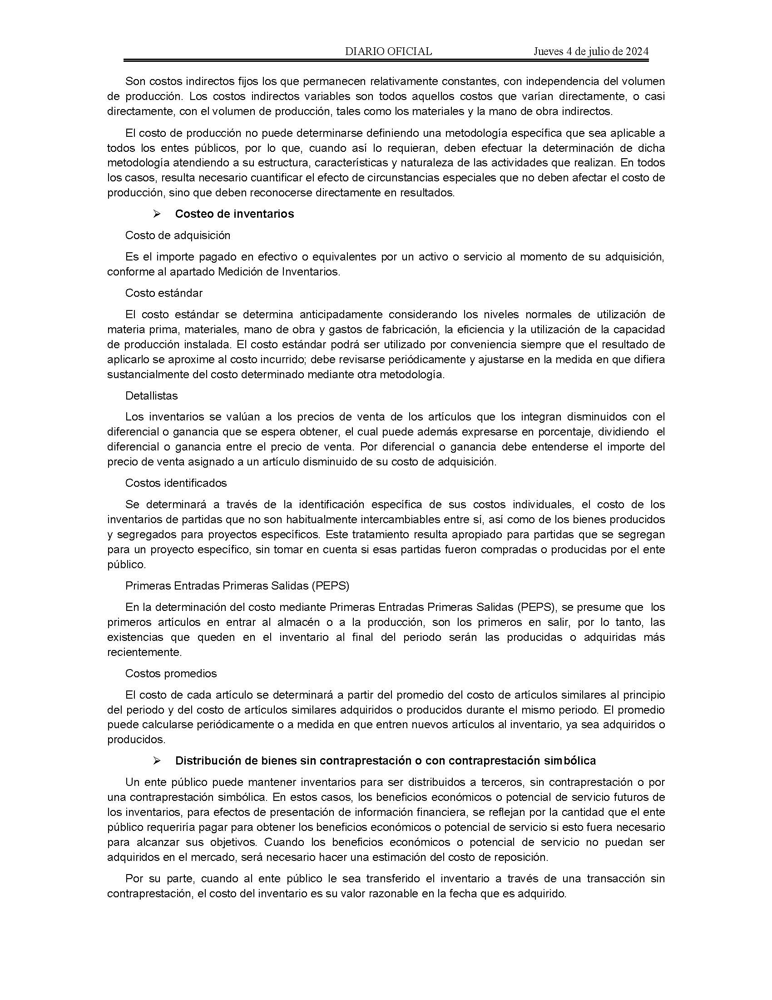 DIARIO OFICIAL Jueves 4 de julio de 2024
Son costos indirectos fijos los que permanecen relativamente constantes, con independencia del volumen
de producción. Los costos indirectos variables son todos aquellos costos que varían directamente, o casi
directamente, con el volumen de producción, tales como los materiales y la mano de obra indirectos.
El costo de producción no puede determinarse definiendo una metodología específica que sea aplicable a
todos los entes públicos, por lo que, cuando así lo requieran, deben efectuar la determinación de dicha
metodología atendiendo a su estructura, características y naturaleza de las actividades que realizan. En todos
los casos, resulta necesario cuantificar el efecto de circunstancias especiales que no deben afectar el costo de
producción, sino que deben reconocerse directamente en resultados.
➢ Costeo de inventarios
Costo de adquisición
Es el importe pagado en efectivo o equivalentes por un activo o servicio al momento de su adquisición,
conforme al apartado Medición de Inventarios.
Costo estándar
El costo estándar se determina anticipadamente considerando los niveles normales de utilización de
materia prima, materiales, mano de obra y gastos de fabricación, la eficiencia y la utilización de la capacidad
de producción instalada. El costo estándar podrá ser utilizado por conveniencia siempre que el resultado de
aplicarlo se aproxime al costo incurrido; debe revisarse periódicamente y ajustarse en la medida en que difiera
sustancialmente del costo determinado mediante otra metodología.
Detallistas
Los inventarios se valúan a los precios de venta de los artículos que los integran disminuidos con el
diferencial o ganancia que se espera obtener, el cual puede además expresarse en porcentaje, dividiendo el
diferencial o ganancia entre el precio de venta. Por diferencial o ganancia debe entenderse el importe del
precio de venta asignado a un artículo disminuido de su costo de adquisición.
Costos identificados
Se determinará a través de la identificación específica de sus costos individuales, el costo de los
inventarios de partidas que no son habitualmente intercambiables entre sí, así como de los bienes producidos
y segregados para proyectos específicos. Este tratamiento resulta apropiado para partidas que se segregan
para un proyecto específico, sin tomar en cuenta si esas partidas fueron compradas o producidas por el ente
público.
Primeras Entradas Primeras Salidas (PEPS)
En la determinación del costo mediante Primeras Entradas Primeras Salidas (PEPS), se presume que los
primeros artículos en entrar al almacén o a la producción, son los primeros en salir, por lo tanto, las
existencias que queden en el inventario al final del periodo serán las producidas o adquiridas más
recientemente.
Costos promedios
El costo de cada artículo se determinará a partir del promedio del costo de artículos similares al principio
del periodo y del costo de artículos similares adquiridos o producidos durante el mismo periodo. El promedio
puede calcularse periódicamente o a medida en que entren nuevos artículos al inventario, ya sea adquiridos o
producidos.
➢ Distribución de bienes sin contraprestación o con contraprestación simbólica
Un ente público puede mantener inventarios para ser distribuidos a terceros, sin contraprestación o por
una contraprestación simbólica. En estos casos, los beneficios económicos o potencial de servicio futuros de
los inventarios, para efectos de presentación de información financiera, se reflejan por la cantidad que el ente
público requeriría pagar para obtener los beneficios económicos o potencial de servicio si esto fuera necesario
para alcanzar sus objetivos. Cuando los beneficios económicos o potencial de servicio no puedan ser
adquiridos en el mercado, será necesario hacer una estimación del costo de reposición.
Por su parte, cuando al ente público le sea transferido el inventario a través de una transacción sin
contraprestación, el costo del inventario es su valor razonable en la fecha que es adquirido.